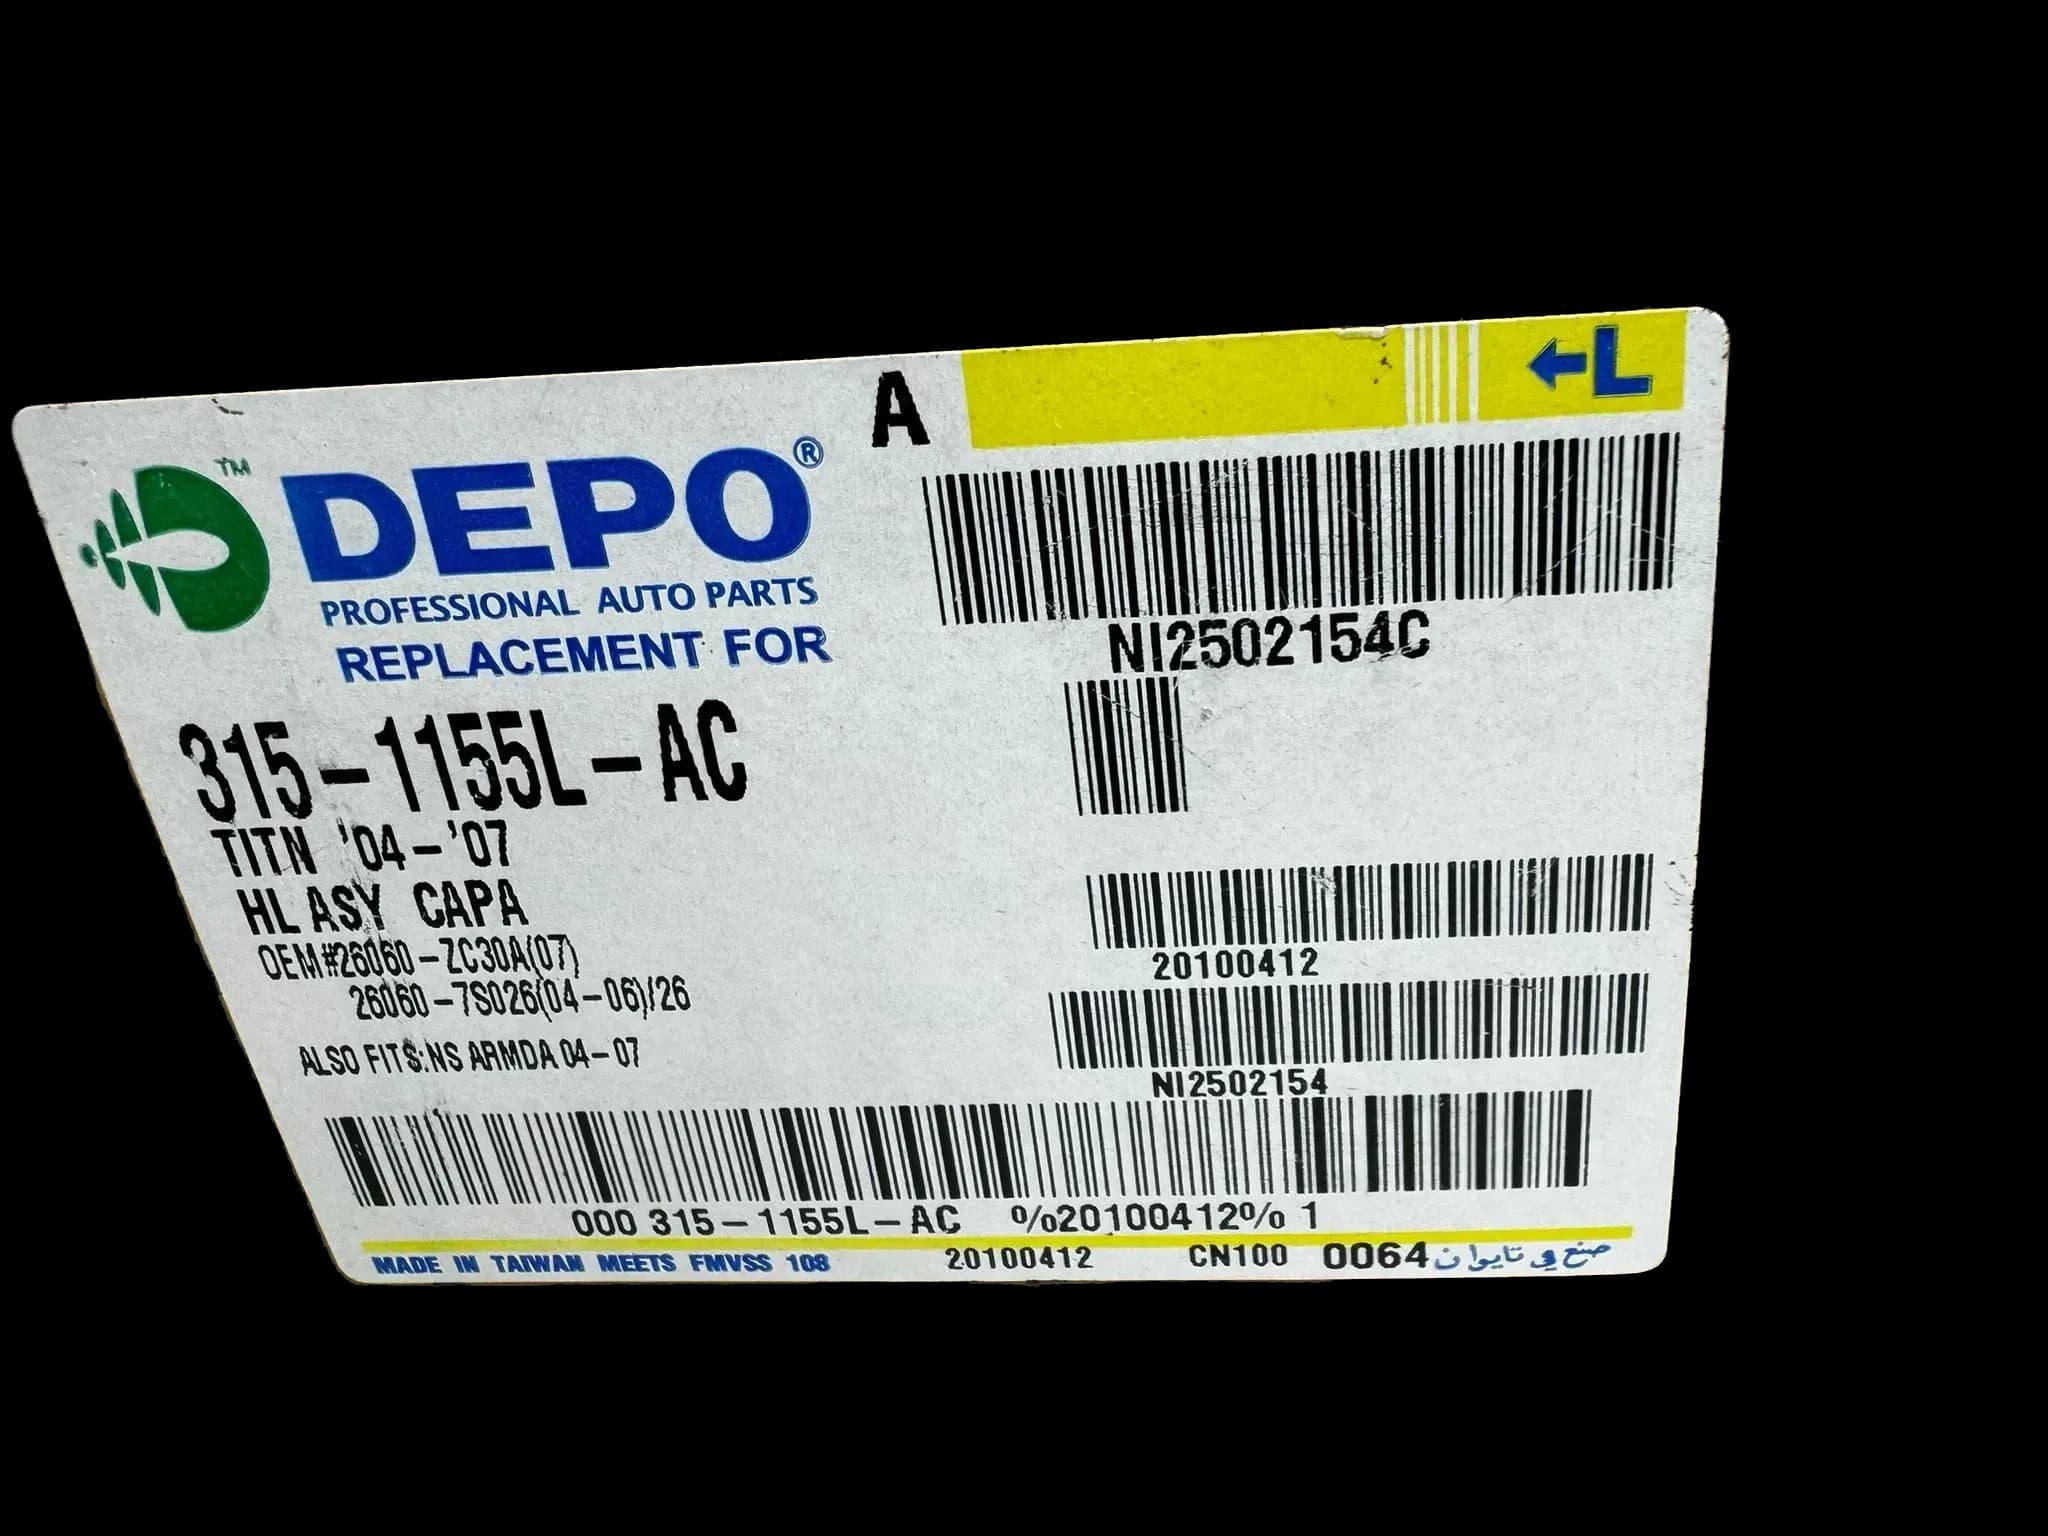 A
←L
™
DEPO®
PROFESSIONAL AUTO PARTS
REPLACEMENT FOR
NI2502154C
315-1155L-AC
TITN '04-'07
HL ASY CAPA
OEM#26060-ZC30A(07)
26060-7S026(04-06)/26
ALSO FITS:NS ARMDA 04-07
20100412
NI2502154
000 315-1155L-AC %20100412% 1
MADE IN TAIWAN MEETS FMVSS 108 20100412 CN100 0064 صنع في تايوان